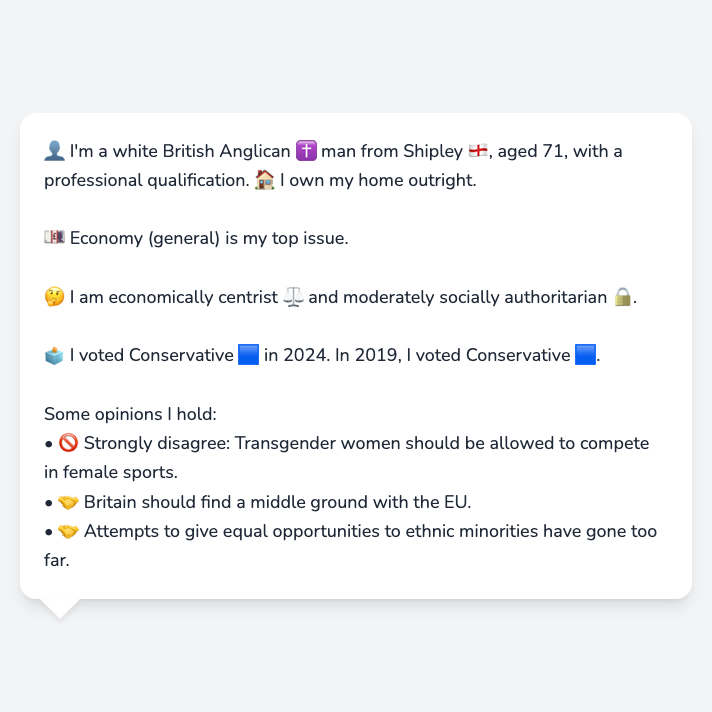 👤 I'm a white British Anglican ✝️ man from Shipley 🏴󠁧󠁢󠁥󠁮󠁧󠁿, aged 71, with a
professional qualification. 🏠 I own my home outright.
💷 Economy (general) is my top issue.
🤔 I am economically centrist ⚖️ and moderately socially authoritarian 🔒.
🗳️ I voted Conservative 🟦 in 2024. In 2019, I voted Conservative 🟦.
Some opinions I hold:
• 🚫 Strongly disagree: Transgender women should be allowed to compete
in female sports.
• 🤝 Britain should find a middle ground with the EU.
• 🤝 Attempts to give equal opportunities to ethnic minorities have gone too
far.